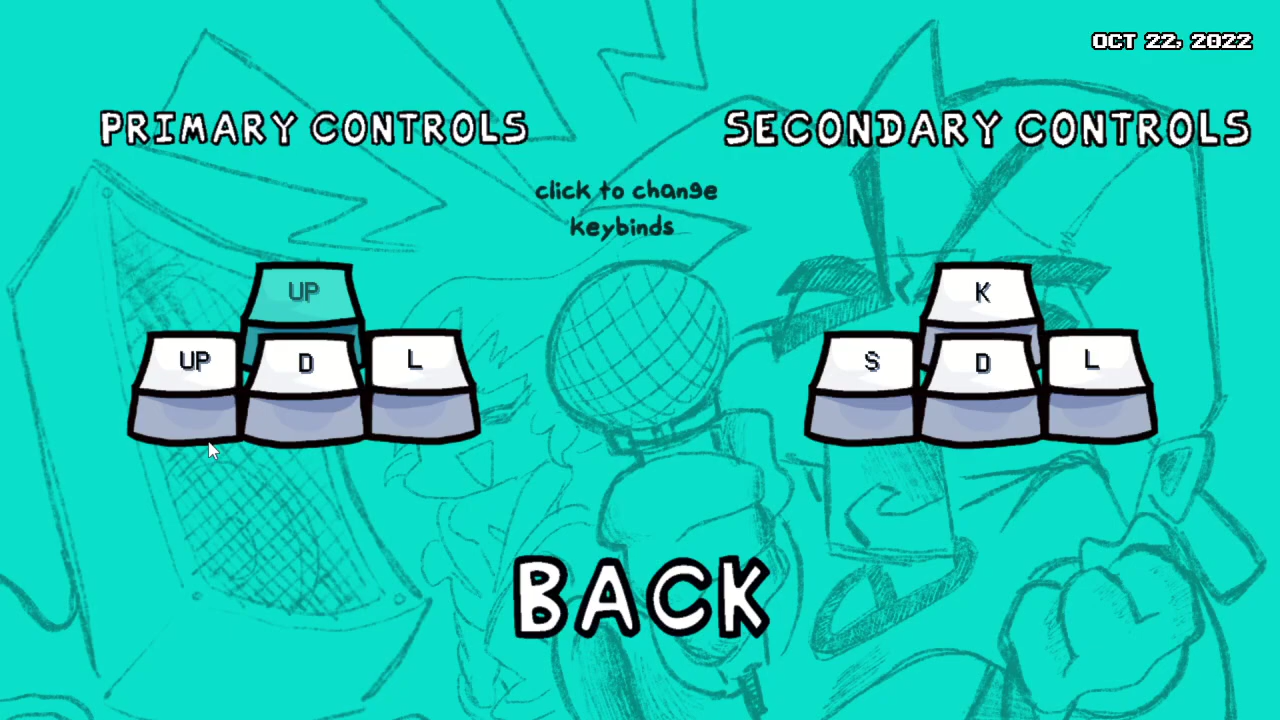 OCT 22, 2022
PRIMARY CONTROLS
SECONDARY CONTROLS
click to change
keybinds
UP
K
UP D L
S D L
BACK